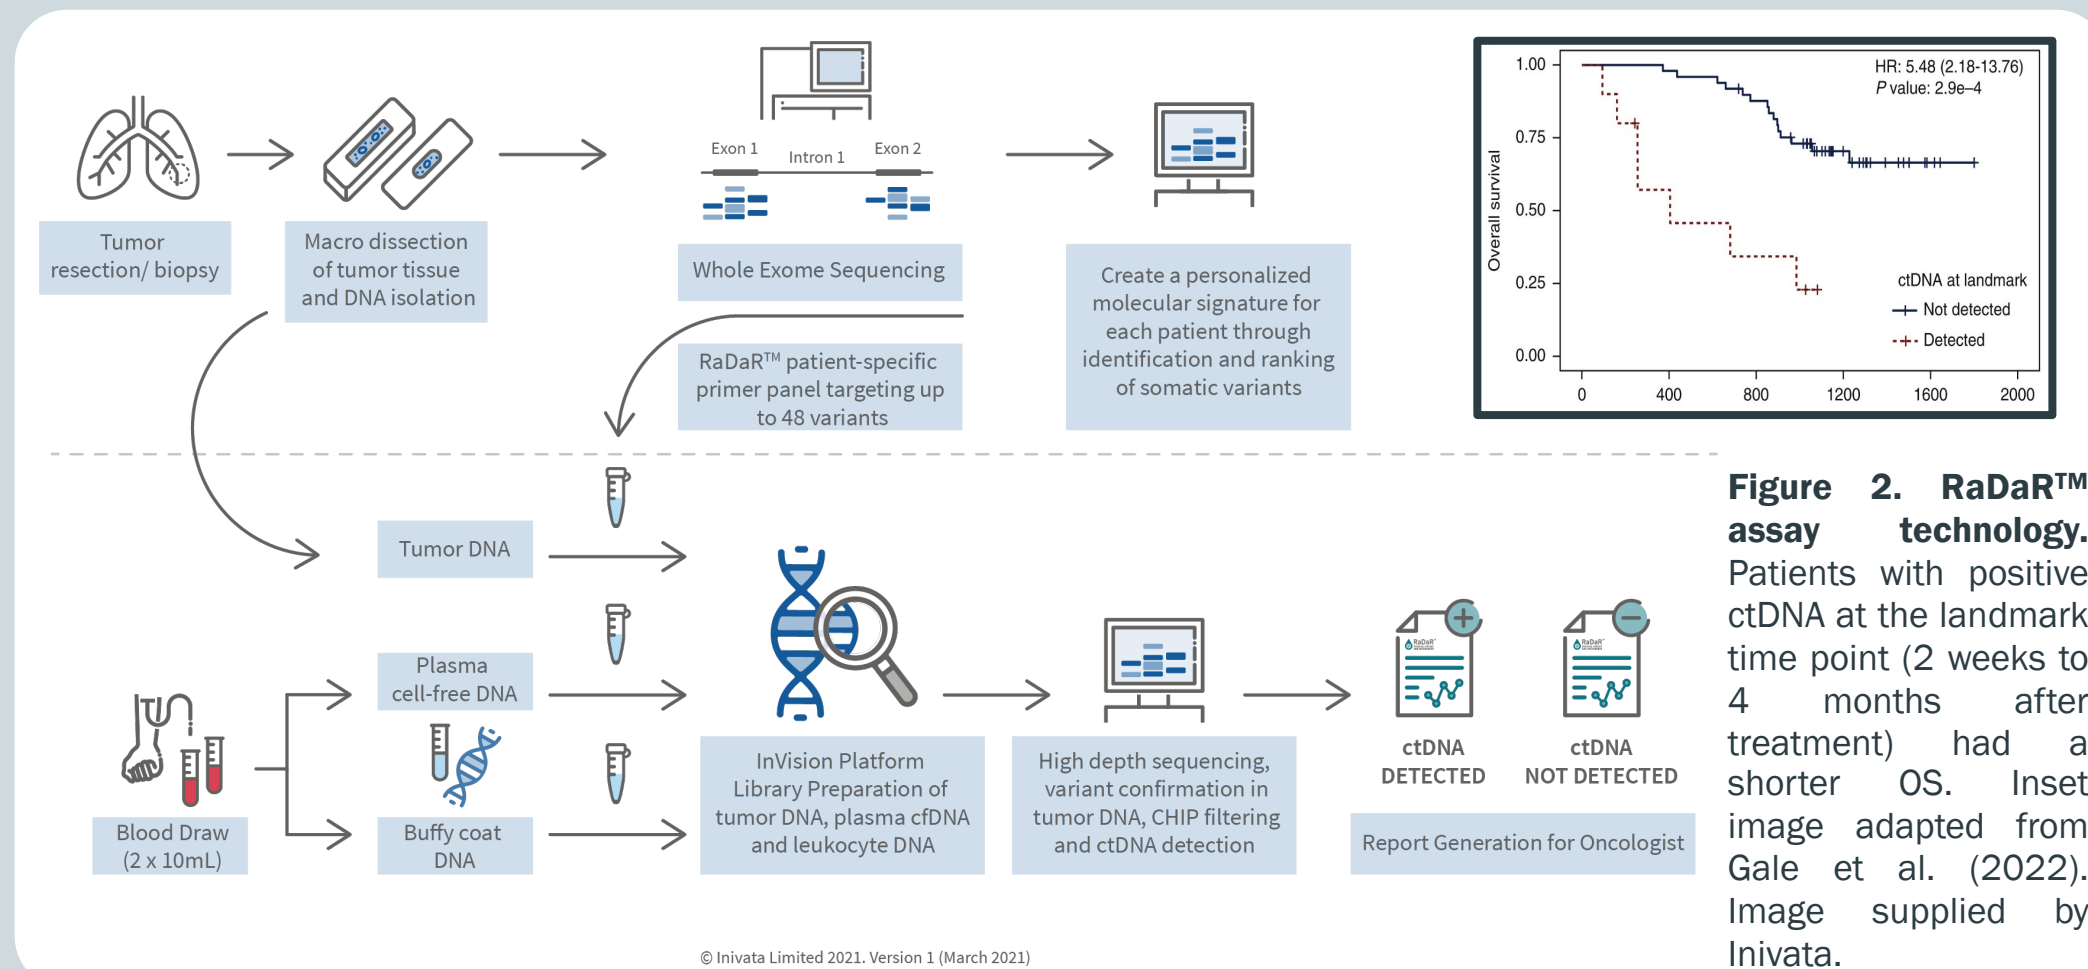 Tumor
resection/ biopsy
Macro dissection
of tumor tissue
and DNA isolation
Exon 1
Intron 1
Exon 2
Whole Exome Sequencing
RaDaR™ patient-specific
primer panel targeting up
to 48 variants
Create a personalized
molecular signature for
each patient through
identification and ranking
of somatic variants
Overall survival
1.00
0.75
0.50
0.25
0.00
HR: 5.48 (2.18-13.76)
P value: 2.9e–4
ctDNA at landmark
Not detected
Detected
0 400 800 1200 1600 2000
Tumor DNA
Plasma
cell-free DNA
Blood Draw
(2 x 10mL)
Buffy coat
DNA
InVision Platform
Library Preparation of
tumor DNA, plasma cfDNA
and leukocyte DNA
High depth sequencing,
variant confirmation in
tumor DNA, CHIP filtering
and ctDNA detection
RaDaR™
RaDaR™
ctDNA
DETECTED
ctDNA
NOT DETECTED
Report Generation for Oncologist
Figure 2. RaDaR™
assay technology.
Patients with positive
ctDNA at the landmark
time point (2 weeks to
4 months after
treatment) had a
shorter OS. Inset
image adapted from
Gale et al. (2022).
Image supplied by
Inivata.
© Inivata Limited 2021. Version 1 (March 2021)